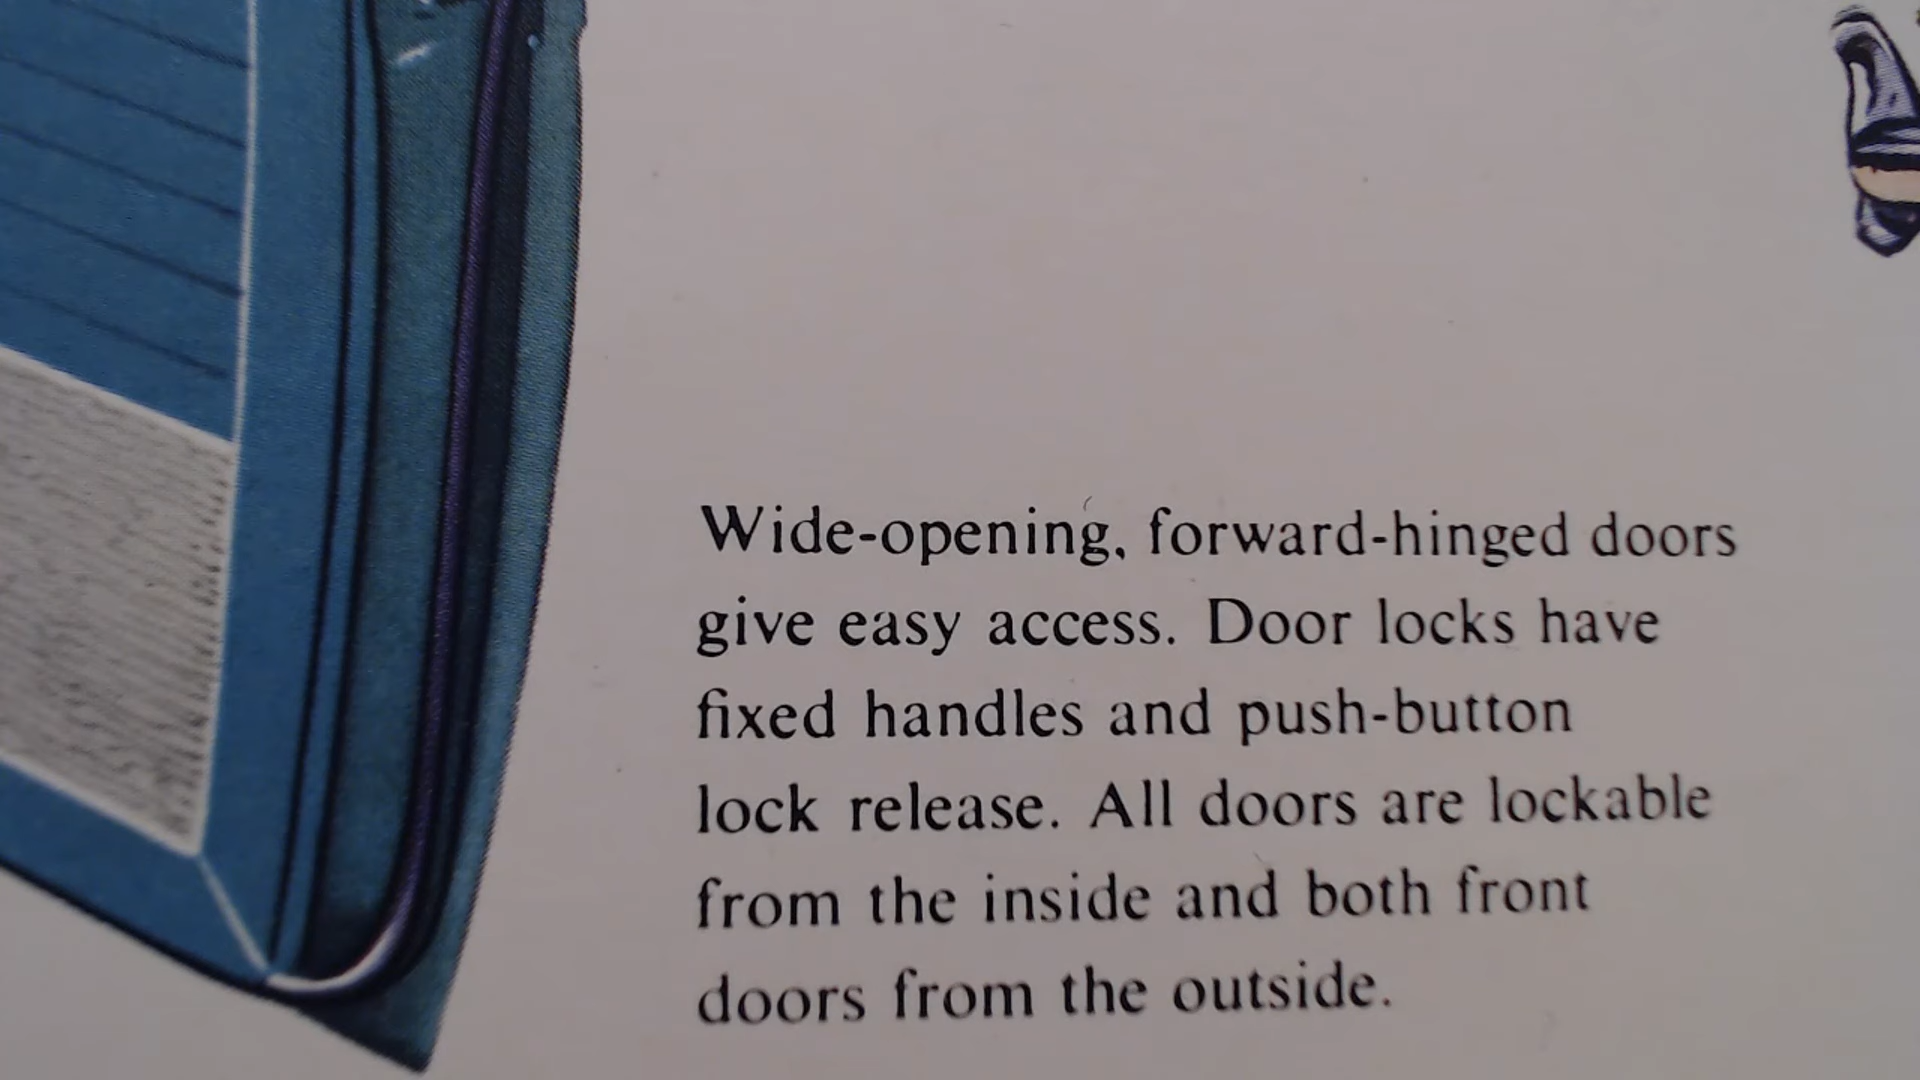 Wide-opening, forward-hinged doors
give easy access. Door locks have
fixed handles and push-button
lock release. All doors are lockable
from the inside and both front
doors from the outside.